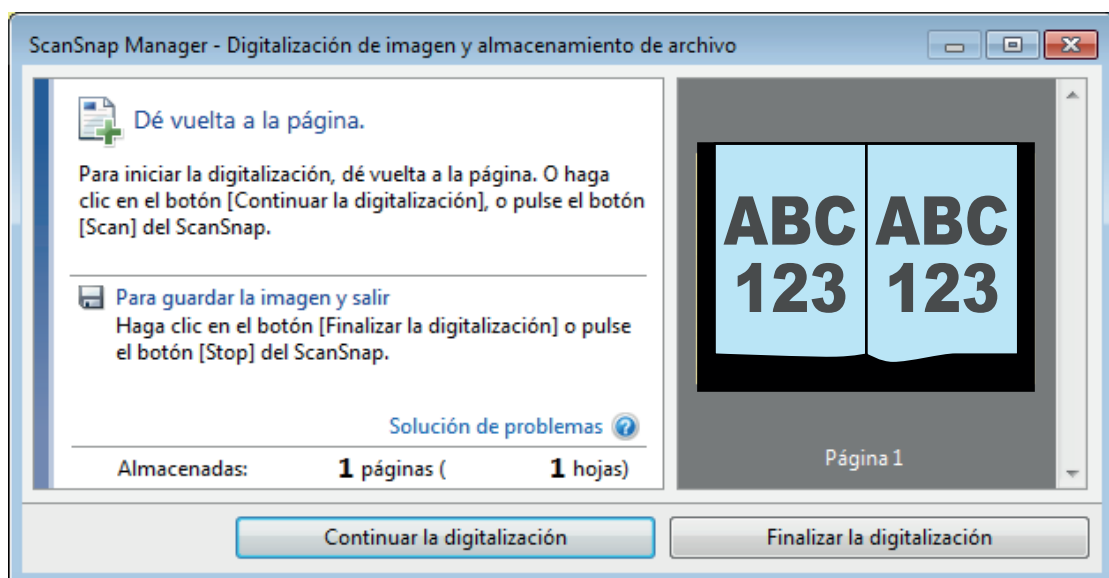 ScanSnap Manager - Digitalización de imagen y almacenamiento de archivo
Dé vuelta a la página.
Para iniciar la digitalización, dé vuelta a la página. O haga
clic en el botón [Continuar la digitalización], o pulse el botón
[Scan] del ScanSnap.
Para guardar la imagen y salir
Haga clic en el botón [Finalizar la digitalización] o pulse
el botón [Stop] del ScanSnap.
Solución de problemas
Almacenadas: 1 páginas ( 1 hojas)
ABC ABC
123 123
Página 1
Continuar la digitalización Finalizar la digitalización